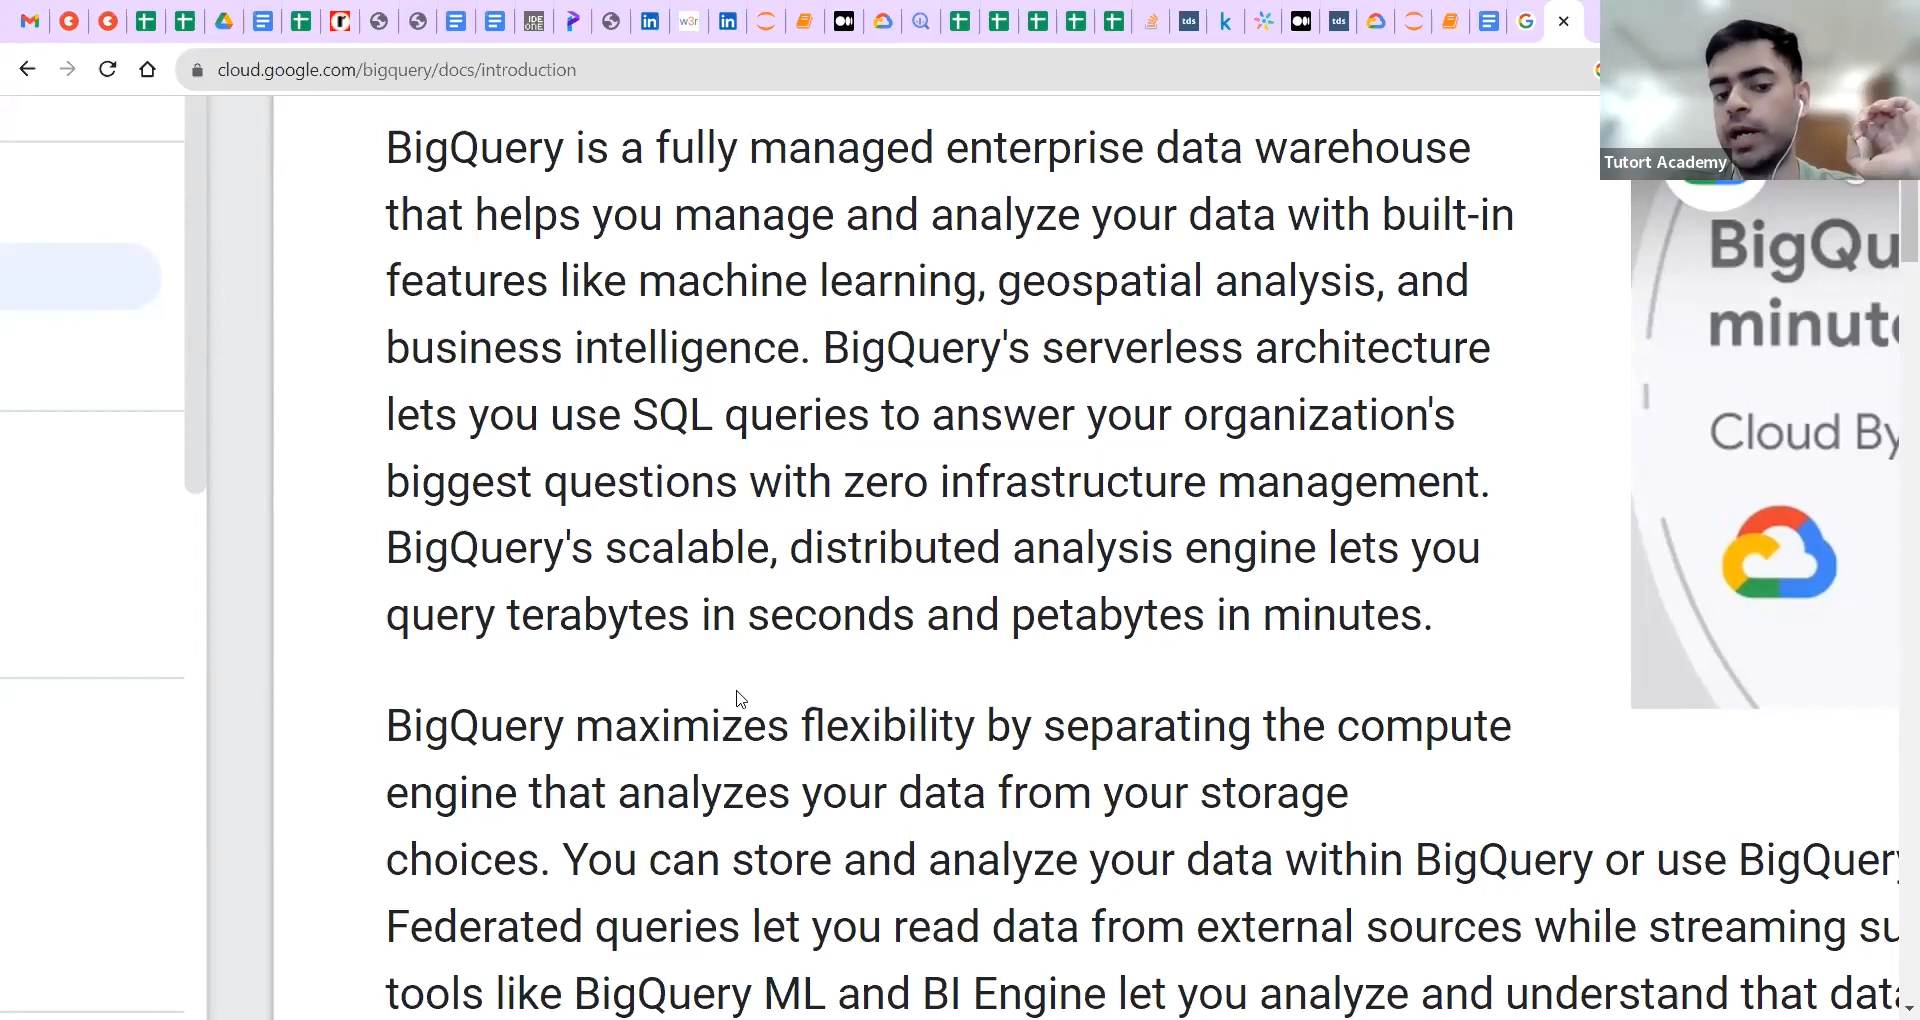 cloud.google.com/bigquery/docs/introduction
BigQuery is a fully managed enterprise data warehouse
that helps you manage and analyze your data with built-in
features like machine learning, geospatial analysis, and
business intelligence. BigQuery's serverless architecture
lets you use SQL queries to answer your organization's
biggest questions with zero infrastructure management.
BigQuery's scalable, distributed analysis engine lets you
query terabytes in seconds and petabytes in minutes.
BigQuery maximizes flexibility by separating the compute
engine that analyzes your data from your storage
choices. You can store and analyze your data within BigQuery or use BigQuery
Federated queries let you read data from external sources while streaming su
tools like BigQuery ML and BI Engine let you analyze and understand that data
Tutort Academy
BigQu
minut
Cloud By